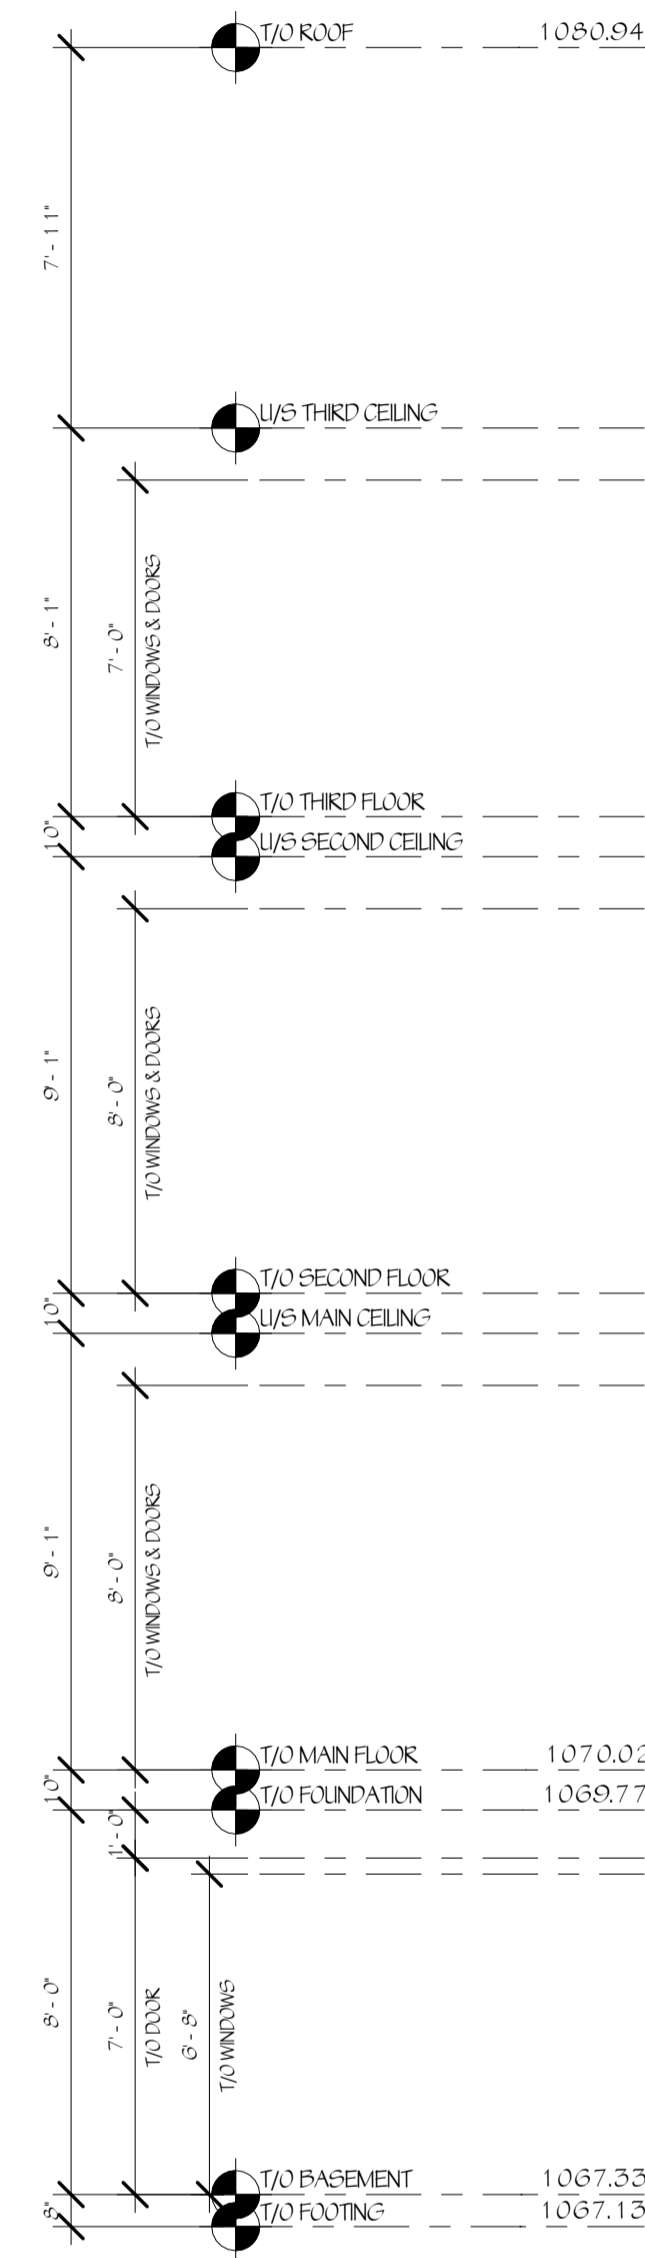 T/O ROOF 1080.94
7' - 11"
U/S THIRD CEILING
8' - 1"
7' - 0"
T/O WINDOWS & DOORS
T/O THIRD FLOOR
10"
U/S SECOND CEILING
9' - 1"
8' - 0"
T/O WINDOWS & DOORS
T/O SECOND FLOOR
10"
U/S MAIN CEILING
9' - 1"
8' - 0"
T/O WINDOWS & DOORS
T/O MAIN FLOOR 1070.02
10"
T/O FOUNDATION 1069.77
1' - 0"
8' - 0"
7' - 0"
T/O DOOR
6' - 8"
T/O WINDOWS
T/O BASEMENT 1067.33
8"
T/O FOOTING 1067.13